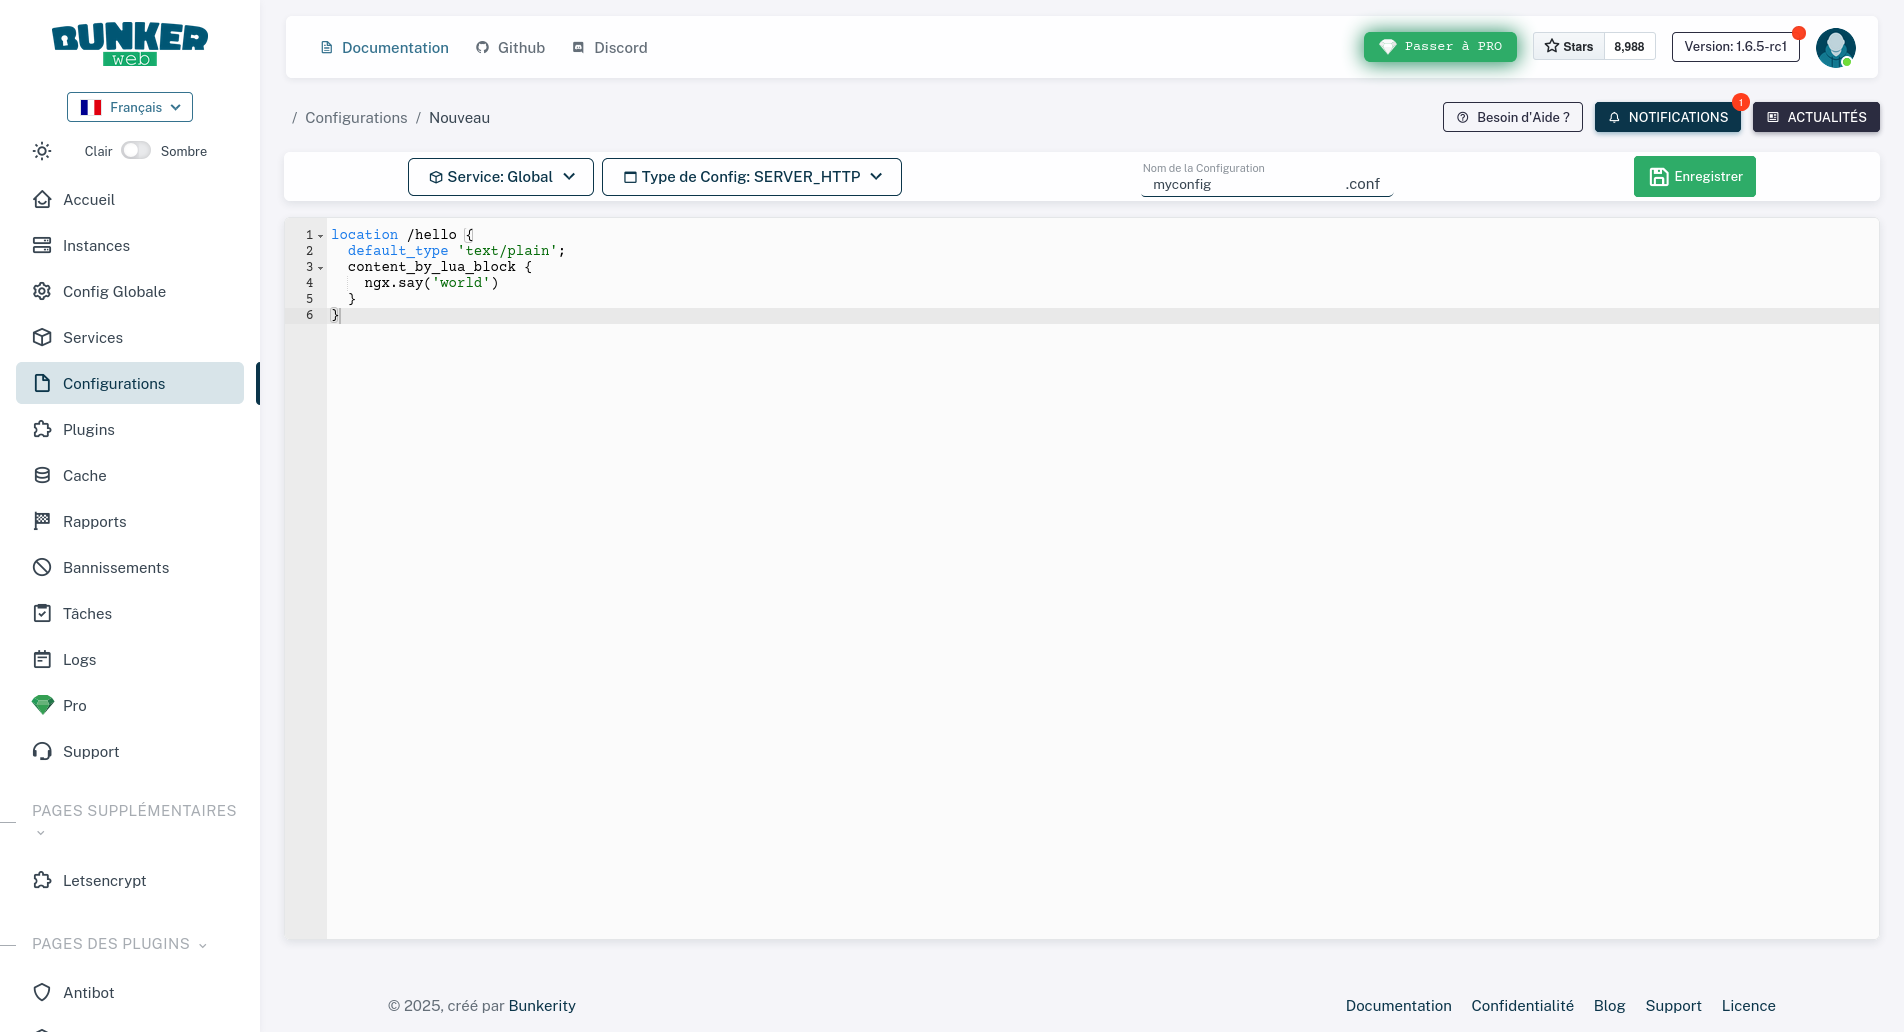 BUNKER
web
Français
Clair Sombre
Accueil
Instances
Config Globale
Services
Configurations
Plugins
Cache
Rapports
Bannissements
Tâches
Logs
Pro
Support
PAGES SUPPLÉMENTAIRES
Letsencrypt
PAGES DES PLUGINS
Antibot
Documentation Github Discord
Passer à PRO
Stars 8,988
Version: 1.6.5-rc1
/ Configurations / Nouveau
Besoin d'Aide ?
NOTIFICATIONS 1
ACTUALITÉS
Service: Global
Type de Config: SERVER_HTTP
Nom de la Configuration
myconfig .conf
Enregistrer
1 location /hello {
2   default_type 'text/plain';
3   content_by_lua_block {
4     ngx.say('world')
5   }
6 }
© 2025, créé par Bunkerity
Documentation Confidentialité Blog Support Licence